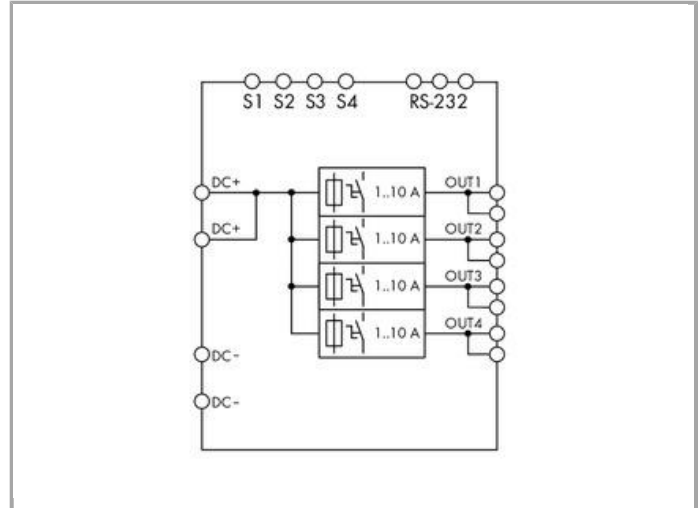 S1 S2 S3 S4 RS-232
DC+ 1..10 A OUT1
DC+ 1..10 A OUT2
1..10 A OUT3
1..10 A OUT4
DC-
DC-